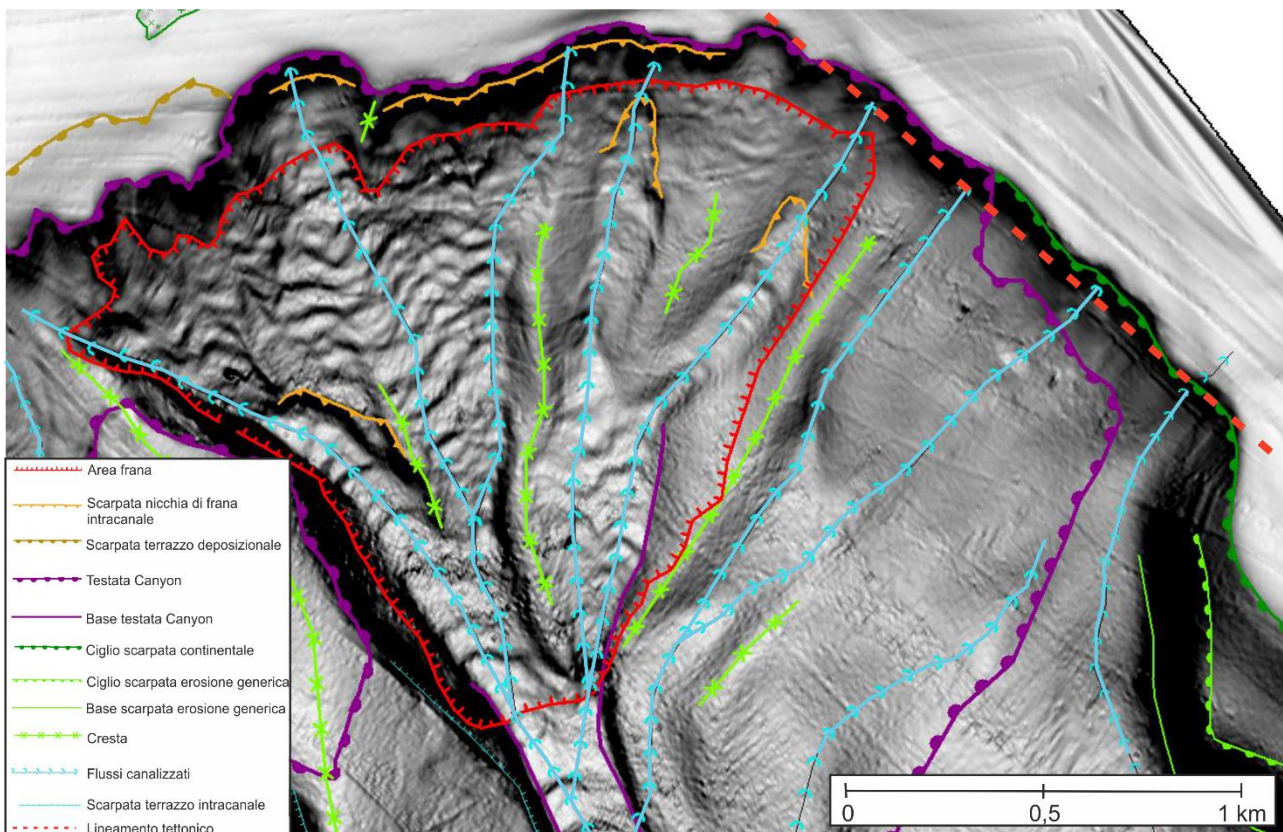 Area frana
Scarpata nicchia di frana
intracanale
Scarpata terrazzo deposizionale
Testata Canyon
Base testata Canyon
Ciglio scarpata continentale
Ciglio scarpata erosione generica
Base scarpata erosione generica
Cresta
Flussi canalizzati
Scarpata terrazzo intracanale
Lineamento tettonico
0 0,5 1 km